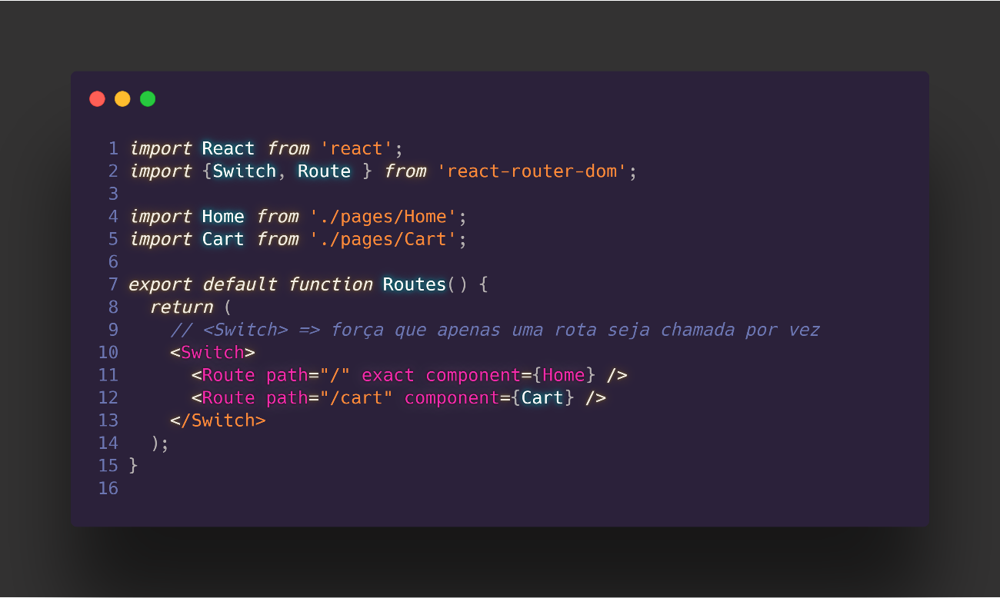 1 import React from 'react';
2 import {Switch, Route } from 'react-router-dom';
3
4 import Home from './pages/Home';
5 import Cart from './pages/Cart';
6
7 export default function Routes() {
8   return (
9     // <Switch> => força que apenas uma rota seja chamada por vez
10     <Switch>
11       <Route path="/" exact component={Home} />
12       <Route path="/cart" component={Cart} />
13     </Switch>
14   );
15 }
16